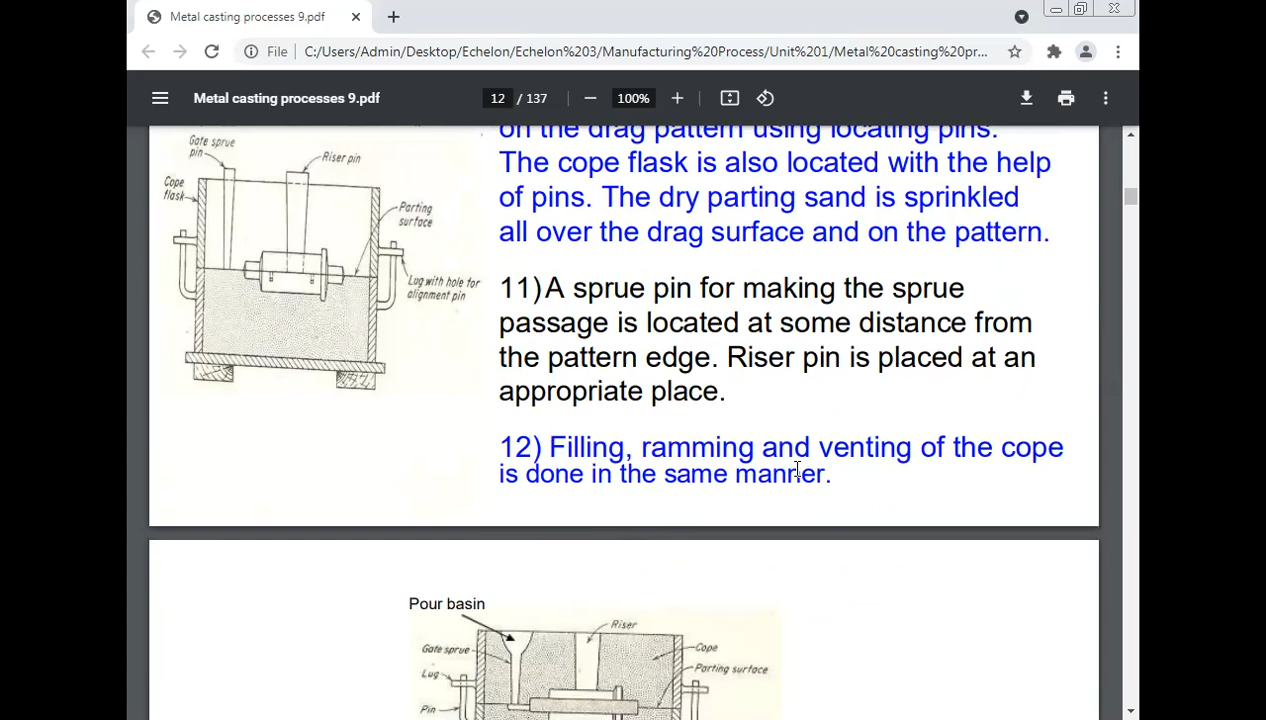 Metal casting processes 9.pdf
File
C:/Users/Admin/Desktop/Echelon/Echelon%203/Manufacturing%20Process/Unit%201/Metal%20casting%20pr...
Metal casting processes 9.pdf
12 / 137
100%
Gate sprue
pin
Riser pin
Cope
flask
Parting
surface
Lug with hole for
alignment pin
on the drag pattern using locating pins.
The cope flask is also located with the help
of pins. The dry parting sand is sprinkled
all over the drag surface and on the pattern.
11) A sprue pin for making the sprue
passage is located at some distance from
the pattern edge. Riser pin is placed at an
appropriate place.
12) Filling, ramming and venting of the cope
is done in the same manner.
Pour basin
Riser
Gate sprue
Cope
Lug
Parting surface
Pin